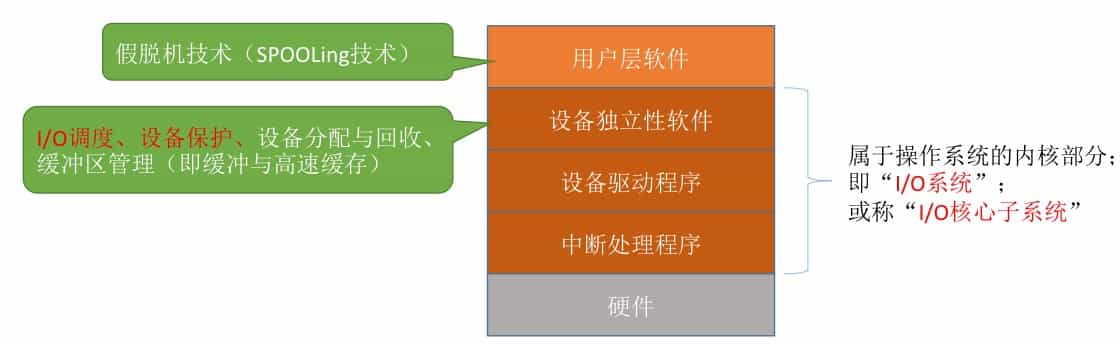 假脱机技术（SPOOLing技术）
用户层软件
I/O调度、设备保护、设备分配与回收、
缓冲区管理（即缓冲与高速缓存）
设备独立性软件
设备驱动程序
中断处理程序
硬件
属于操作系统的内核部分；
即“I/O系统”；
或称“I/O核心子系统”